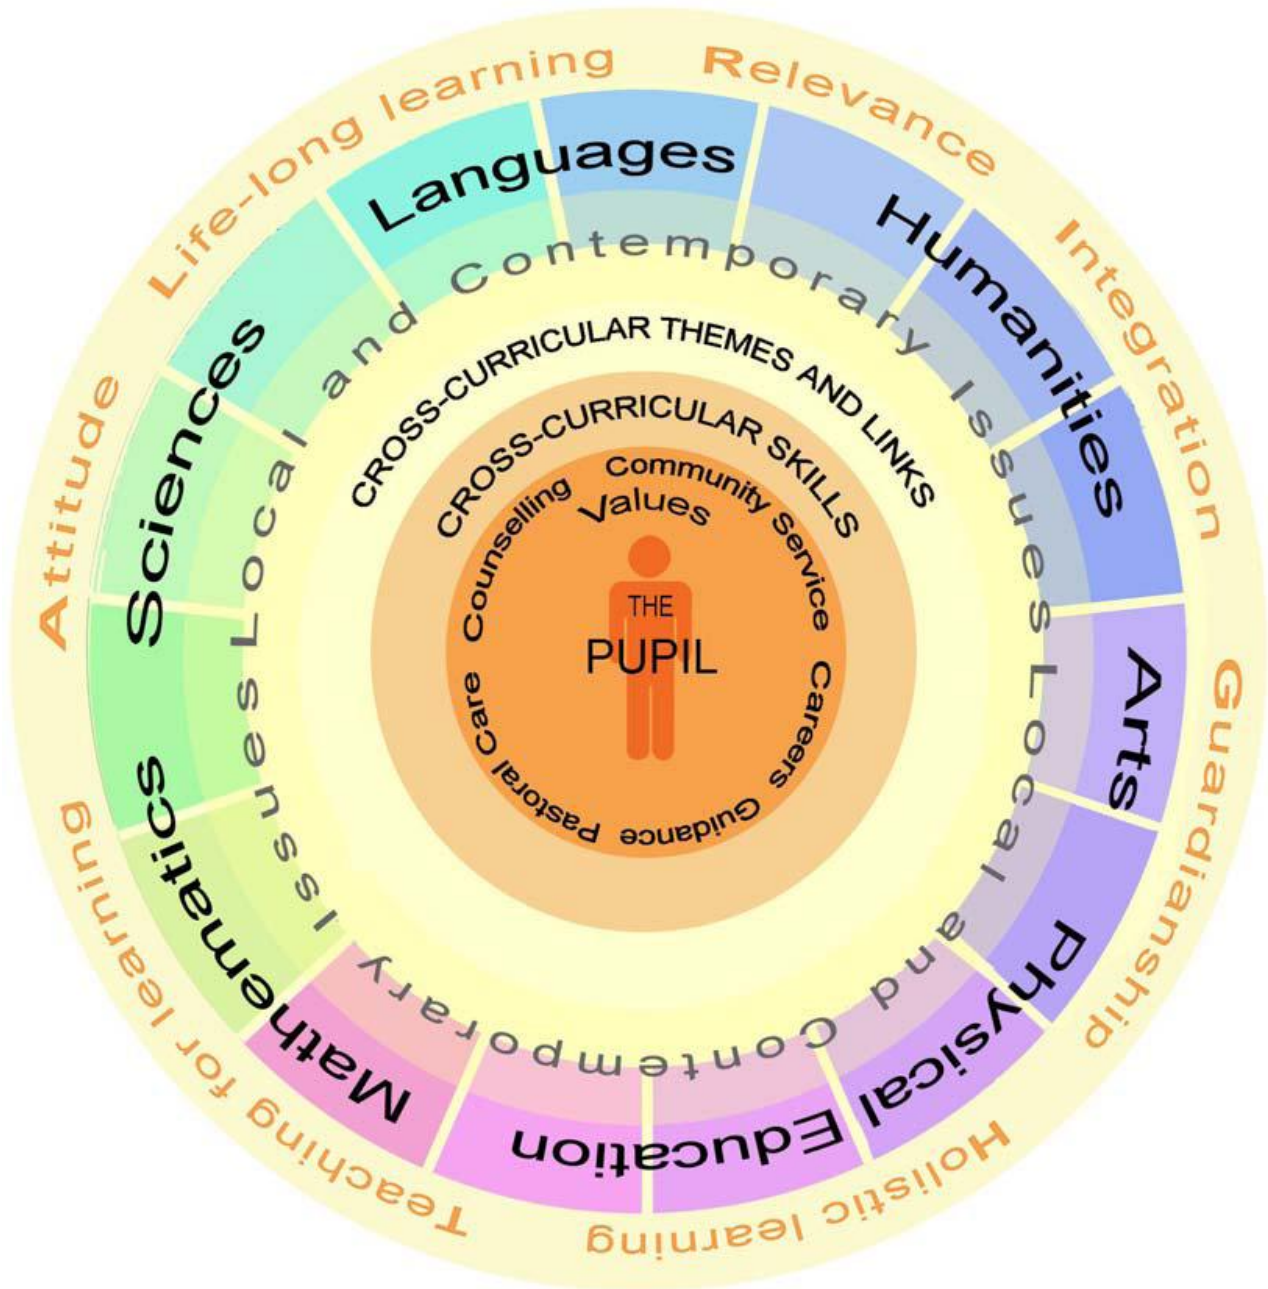 Life-long learning
Relevance
Integration
Guardianship
Holistic learning
Teaching for learning
Attitude
Languages
Humanities
Arts
Physical Education
Mathematics
Sciences
Local and Contemporary Issues
Local and Contemporary Issues
CROSS-CURRICULAR THEMES AND LINKS
CROSS-CURRICULAR SKILLS
Community Service
Careers Guidance
Pastoral Care
Counselling
Values
THE
PUPIL